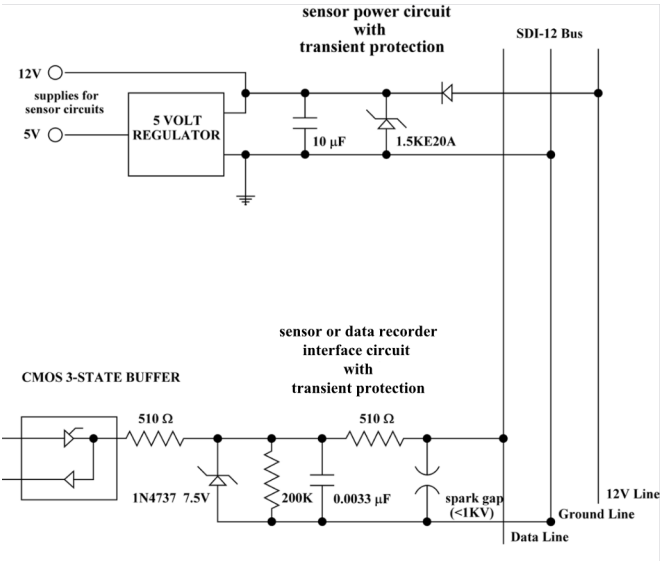 sensor power circuit
with
transient protection
SDI-12 Bus
12V
supplies for
sensor circuits
5V
5 VOLT
REGULATOR
10 µF
1.5KE20A
sensor or data recorder
interface circuit
with
transient protection
CMOS 3-STATE BUFFER
510 Ω
510 Ω
1N4737 7.5V
200K
0.0033 µF
spark gap
(<1KV)
12V Line
Ground Line
Data Line